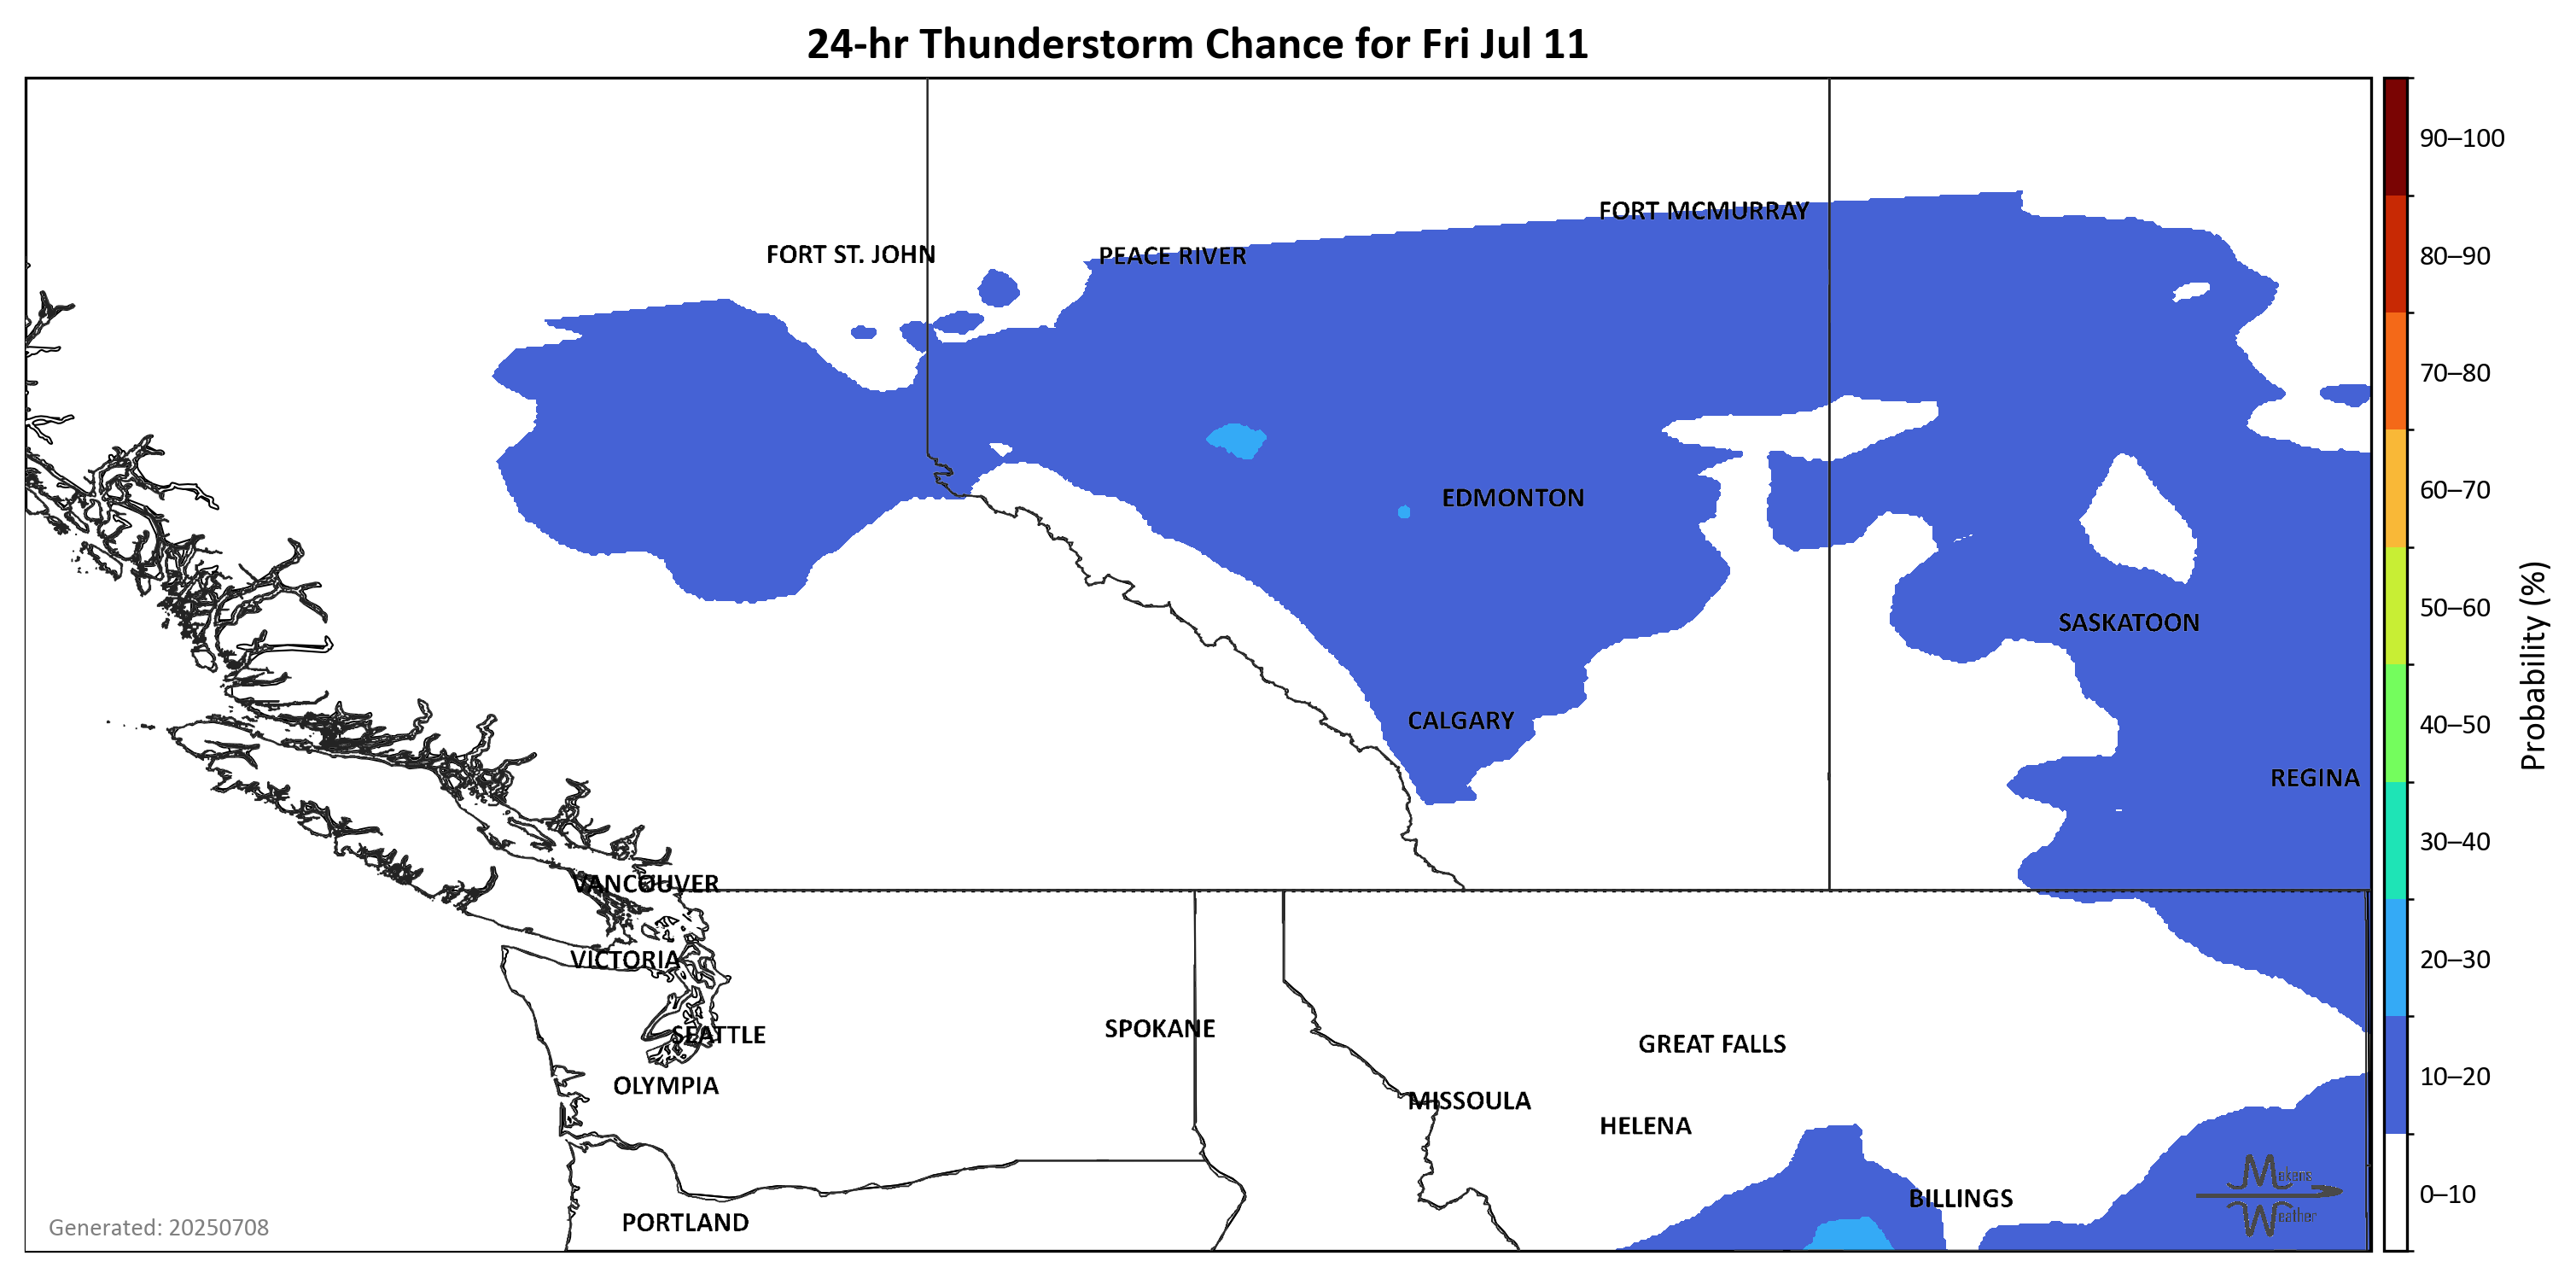 24-hr Thunderstorm Chance for Fri Jul 11
90–100
FORT MCMURRAY
FORT ST. JOHN
PEACE RIVER
80–90
70–80
60–70
EDMONTON
50–60
SASKATOON
Probability (%)
CALGARY
40–50
REGINA
30–40
VANCOUVER
VICTORIA
20–30
SEATTLE
SPOKANE
GREAT FALLS
OLYMPIA
10–20
MISSOULA
HELENA
Mekens
Weather
BILLINGS
0–10
PORTLAND
Generated: 20250708